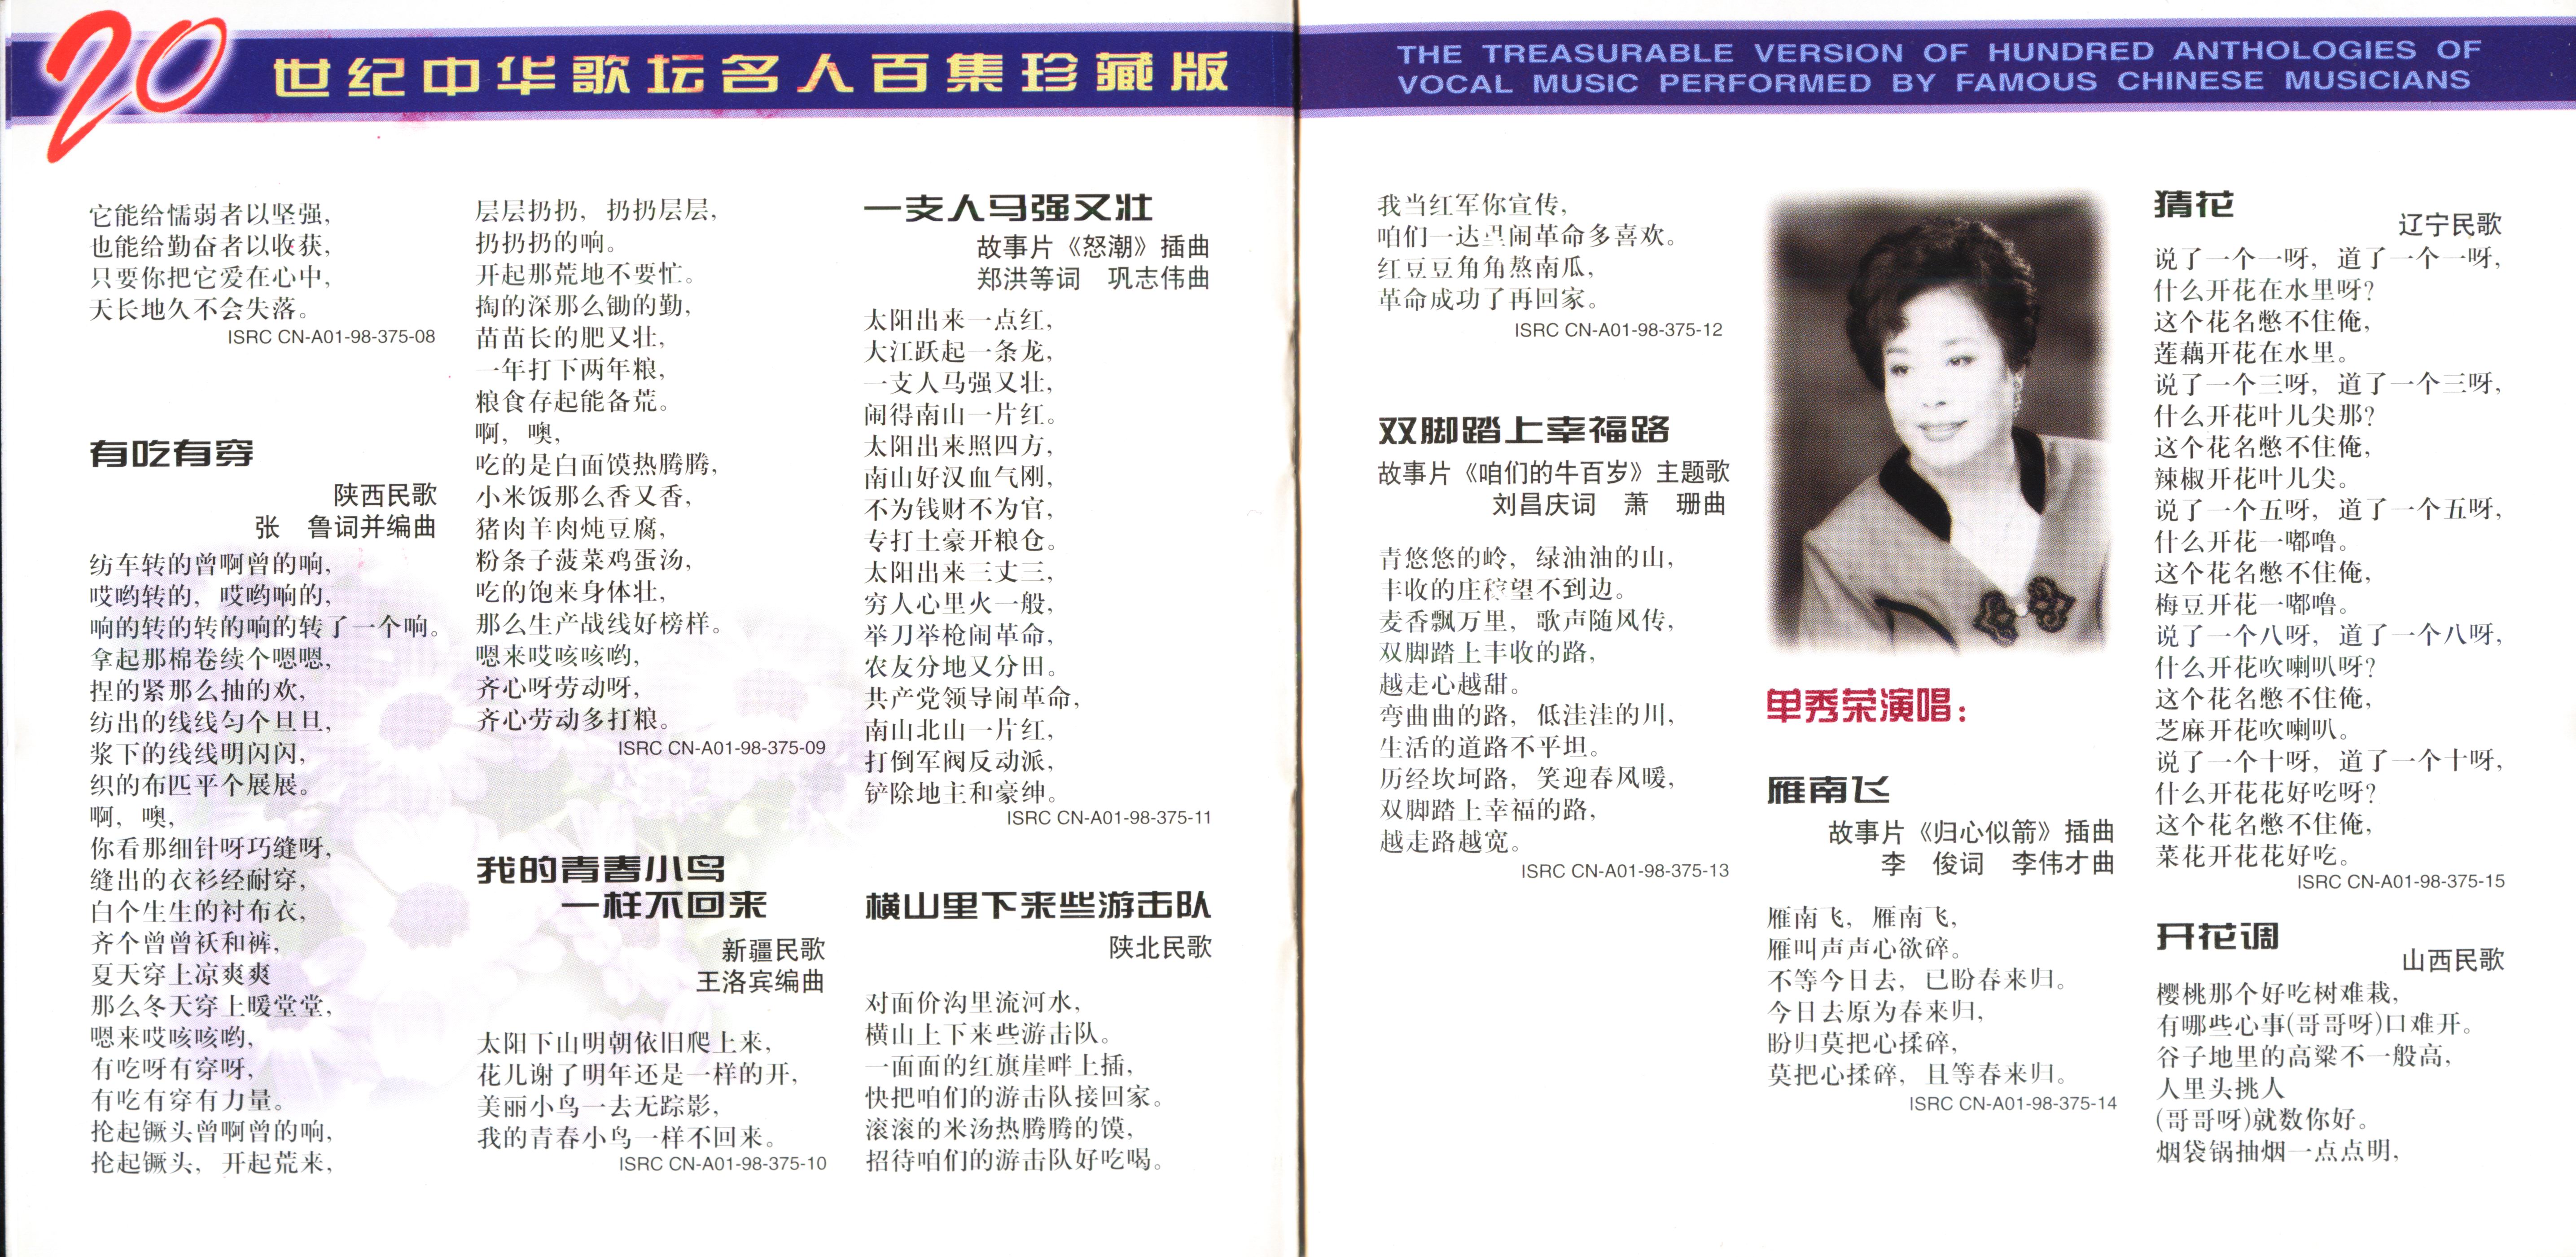 20世纪中华歌坛名人百集珍藏版
它能给懦弱者以坚强,
也能给勤奋者以收获,
只要你把它爱在心中,
天长地久不会失落。
ISRC CN-A01-98-375-08
有吃有穿
陕西民歌
张　鲁词并编曲
纺车转的曾啊曾的响,
哎哟转的, 哎哟响的,
响的转的转的响的转了一个响。
拿起那棉卷续个嗯嗯,
捏的紧那么抽的欢,
纺出的线线匀个旦旦,
浆下的线线明闪闪,
织的布匹平个展展。
啊, 噢,
你看那细针呀巧缝呀,
缝出的衣衫经耐穿,
白个生生的衬布衣,
齐个曾曾袄和裤,
夏天穿上凉爽爽
那么冬天穿上暖堂堂,
嗯来哎咳咳哟,
有吃呀有穿呀,
有吃有穿有力量。
抡起镢头曾啊曾的响,
抡起镢头, 开起荒来,
层层扔扔, 扔扔层层,
扔扔扔的响。
开起那荒地不要忙。
掏的深那么锄的勤,
苗苗长的肥又壮,
一年打下两年粮,
粮食存起能备荒。
啊, 噢,
吃的是白面馍热腾腾,
小米饭那么香又香,
猪肉羊肉炖豆腐,
粉条子菠菜鸡蛋汤,
吃的饱来身体壮,
那么生产战线好榜样。
嗯来哎咳咳哟,
齐心呀劳动呀,
齐心劳动多打粮。
ISRC CN-A01-98-375-09
我的青春小鸟
一样不回来
新疆民歌
王洛宾编曲
太阳下山明朝依旧爬上来,
花儿谢了明年还是一样的开,
美丽小鸟一去无踪影,
我的青春小鸟一样不回来。
ISRC CN-A01-98-375-10
一支人马强又壮
故事片《怒潮》插曲
郑洪等词　巩志伟曲
太阳出来一点红,
大江跃起一条龙,
一支人马强又壮,
闹得南山一片红。
太阳出来照四方,
南山好汉血气刚,
不为钱财不为官,
专打土豪开粮仓。
太阳出来三丈三,
穷人心里火一般,
举刀举枪闹革命,
农友分地又分田。
共产党领导闹革命,
南山北山一片红,
打倒军阀反动派,
铲除地主和豪绅。
ISRC CN-A01-98-375-11
横山里下来些游击队
陕北民歌
对面价沟里流河水,
横山上下来些游击队。
一面面的红旗崖畔上插,
快把咱们的游击队接回家。
滚滚的米汤热腾腾的馍,
招待咱们的游击队好吃喝。
THE TREASURABLE VERSION OF HUNDRED ANTHOLOGIES OF
VOCAL MUSIC PERFORMED BY FAMOUS CHINESE MUSICIANS
我当红军你宣传,
咱们一达里闹革命多喜欢。
红豆豆角角熬南瓜,
革命成功了再回家。
ISRC CN-A01-98-375-12
双脚踏上幸福路
故事片《咱们的牛百岁》主题歌
刘昌庆词　萧　珊曲
青悠悠的岭, 绿油油的山,
丰收的庄稼望不到边。
麦香飘万里, 歌声随风传,
双脚踏上丰收的路,
越走心越甜。
弯曲曲的路, 低洼洼的川,
生活的道路不平坦。
历经坎坷路, 笑迎春风暖,
双脚踏上幸福的路,
越走路越宽。
ISRC CN-A01-98-375-13
单秀荣演唱:
雁南飞
故事片《归心似箭》插曲
李　俊词　李伟才曲
雁南飞, 雁南飞,
雁叫声声心欲碎。
不等今日去, 已盼春来归。
今日去原为春来归,
盼归莫把心揉碎,
莫把心揉碎, 且等春来归。
ISRC CN-A01-98-375-14
猜花
辽宁民歌
说了一个一呀, 道了一个一呀,
什么开花在水里呀?
这个花名憋不住俺,
莲藕开花在水里。
说了一个三呀, 道了一个三呀,
什么开花叶儿尖那?
这个花名憋不住俺,
辣椒开花叶儿尖。
说了一个五呀, 道了一个五呀,
什么开花一嘟噜。
这个花名憋不住俺,
梅豆开花一嘟噜。
说了一个八呀, 道了一个八呀,
什么开花吹喇叭呀?
这个花名憋不住俺,
芝麻开花吹喇叭。
说了一个十呀, 道了一个十呀,
什么开花花好吃呀?
这个花名憋不住俺,
菜花开花花好吃。
ISRC CN-A01-98-375-15
开花调
山西民歌
樱桃那个好吃树难栽,
有哪些心事(哥哥呀)口难开。
谷子地里的高粱不一般高,
人里头挑人
(哥哥呀)就数你好。
烟袋锅抽烟一点点明,